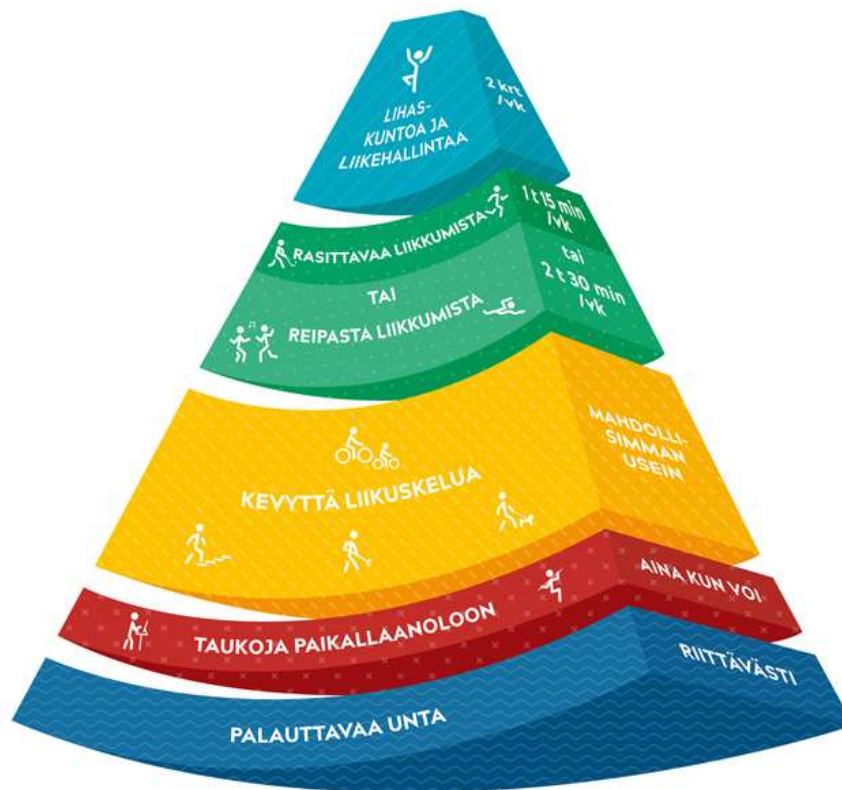 LIHAS-
KUNTOA JA
LIIKEHALLINTAA
2 krt
/vk
RASITTAVAA LIIKKUMISTA
1 t 15 min
/vk
TAI
tai
REIPASTA LIIKKUMISTA
2 t 30 min
/vk
KEVYTTÄ LIIKUSKELUA
MAHDOLLI-
SIMMAN
USEIN
TAUKOJA PAIKALLAANOLOON
AINA KUN VOI
PALAUTTAVAA UNTA
RIITTÄVÄSTI